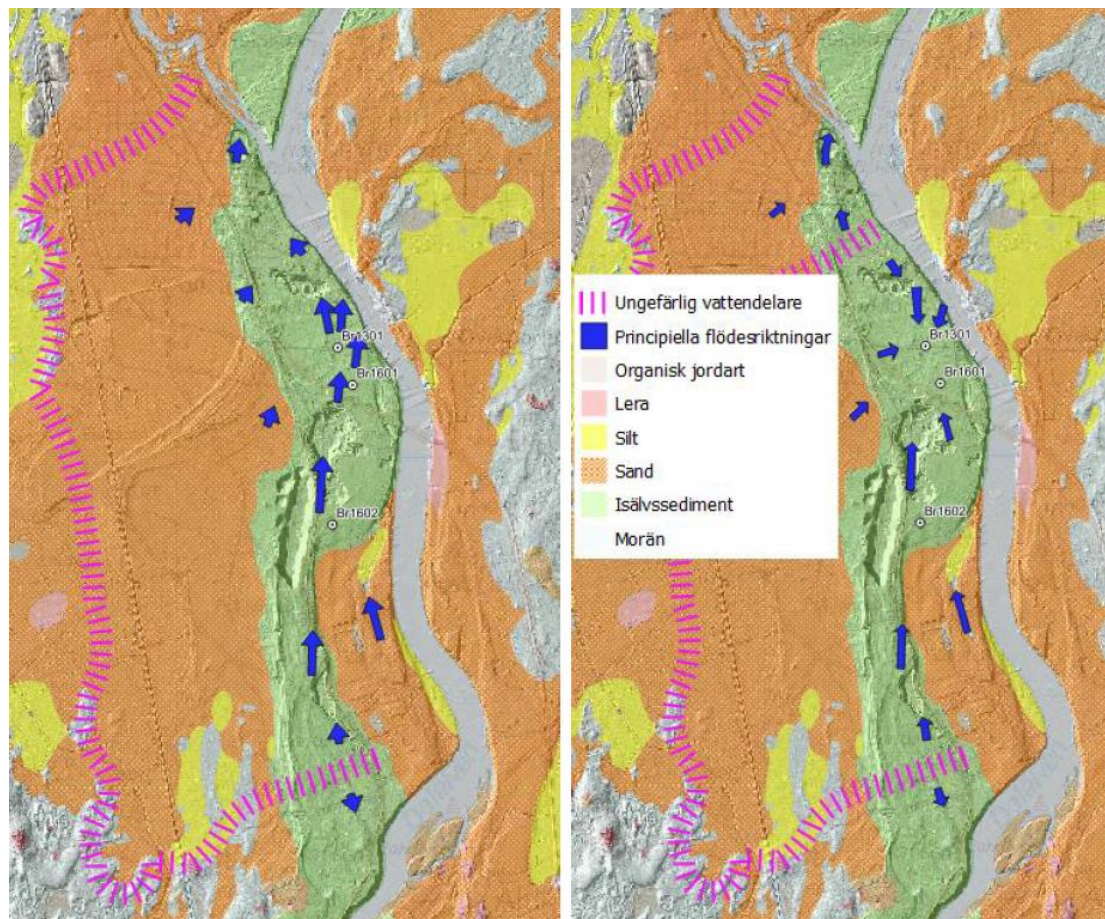 Br1301
Br1601
Br1602
Ungefärlig vattendelare
Principiella flödesriktningar
Organisk jordart
Lera
Silt
Sand
Isälvssediment
Morän
Br1301
Br1601
Br1602